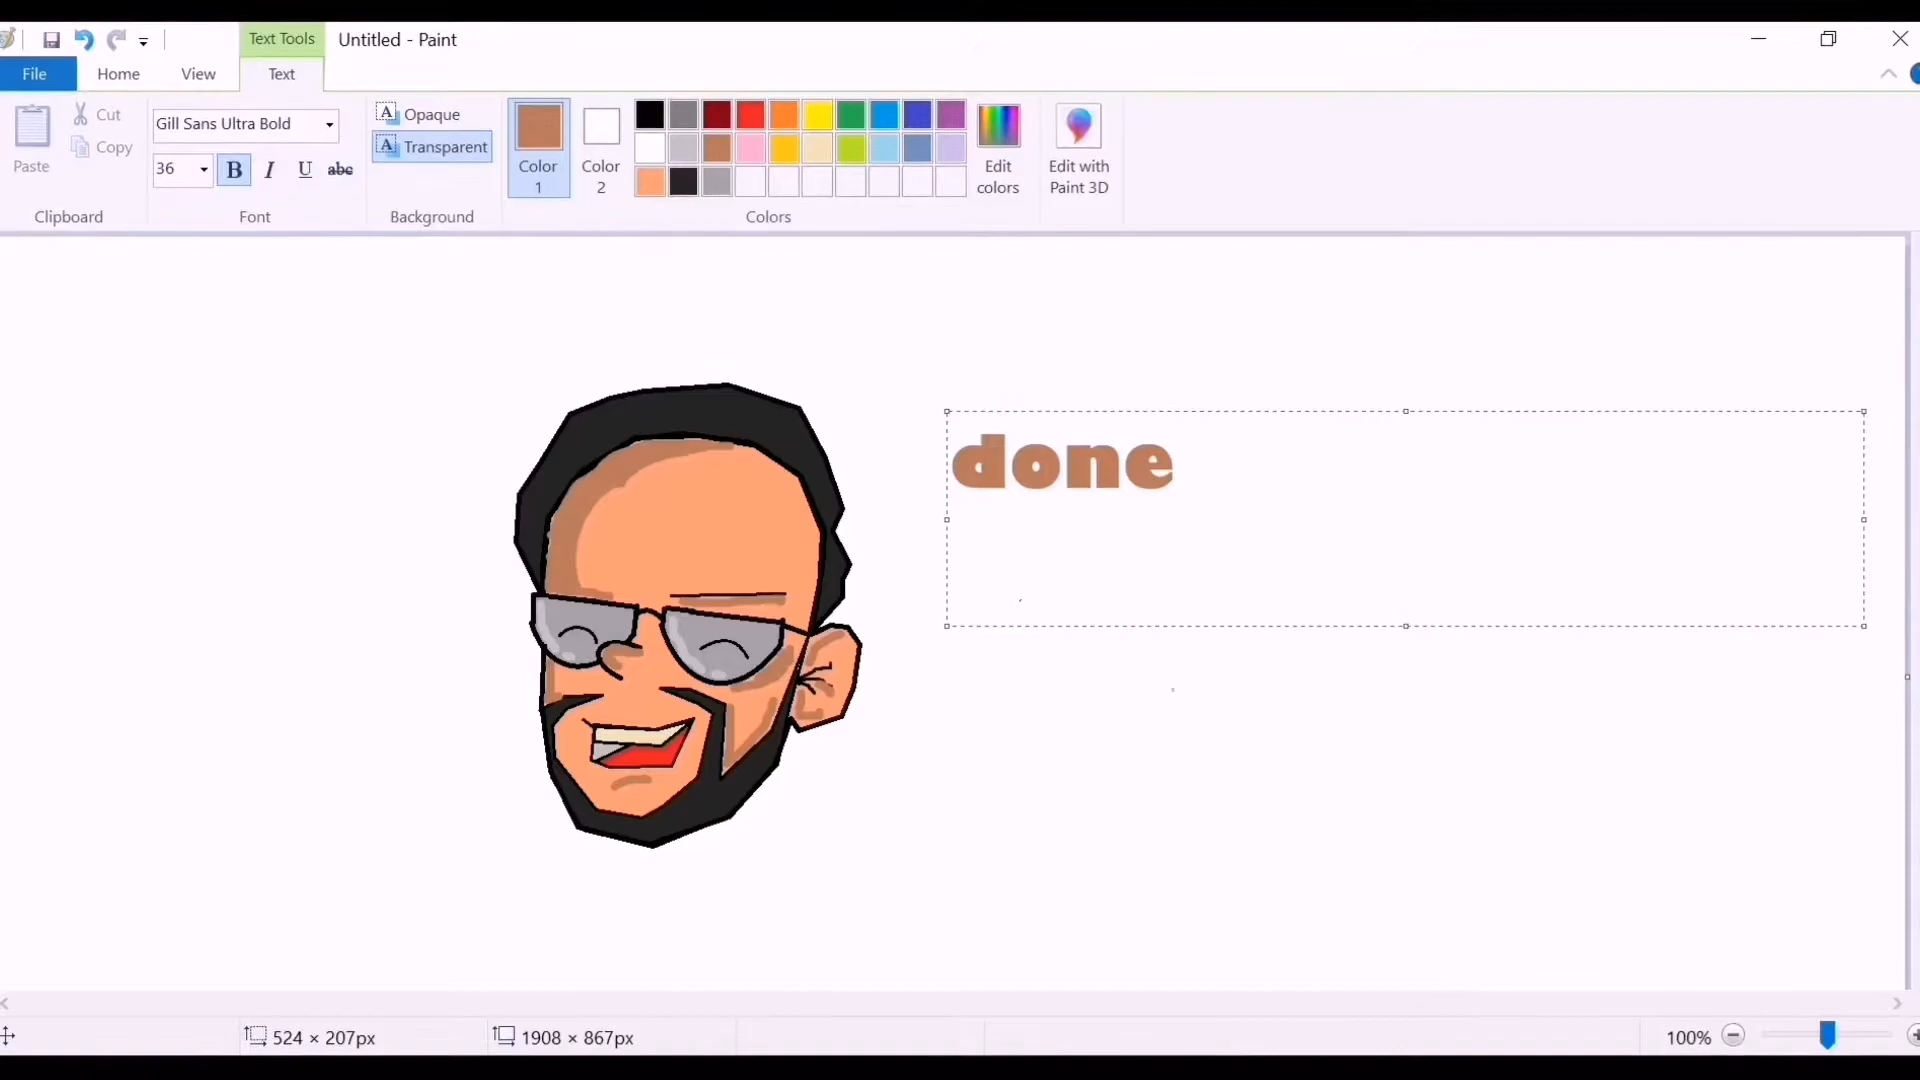 Text Tools
Untitled - Paint
File
Home
View
Text
Paste
Cut
Copy
Clipboard
Gill Sans Ultra Bold
36
B
I
U
abc
Font
A Opaque
A Transparent
Background
Color
1
Color
2
Colors
Edit
colors
Edit with
Paint 3D
done
524 × 207px
1908 × 867px
100%